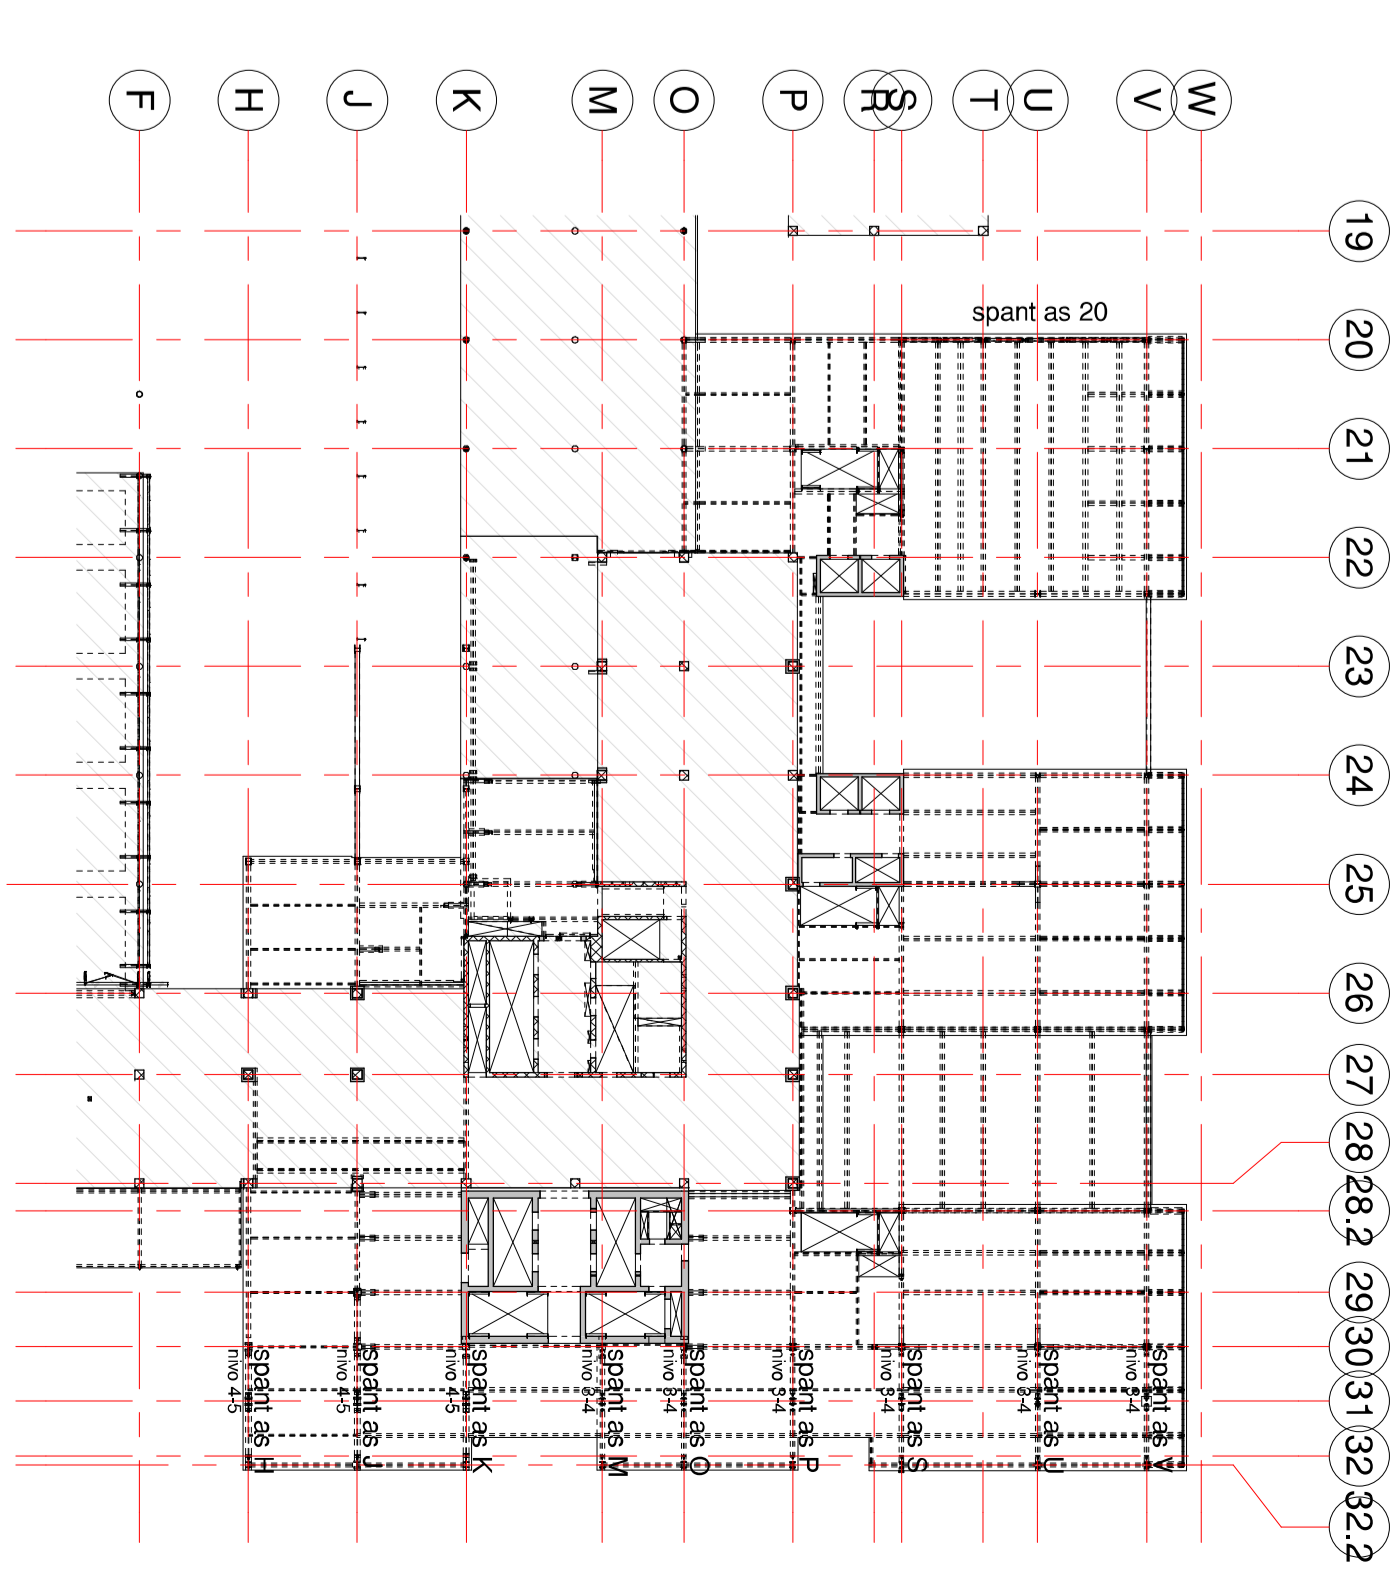 F
H
J
K
M
O
P
R
S
T
U
V
W
19
spant as 20
20
21
22
23
24
25
26
27
28
28.2
29
30
31
32
32.2
spant as H
nivo 4-5
spant as J
nivo 4-5
spant as K
nivo 4-5
spant as M
nivo 3-4
spant as O
nivo 3-4
spant as P
nivo 3-4
spant as S
nivo 3-4
spant as U
nivo 3-4
spant as V
nivo 3-4